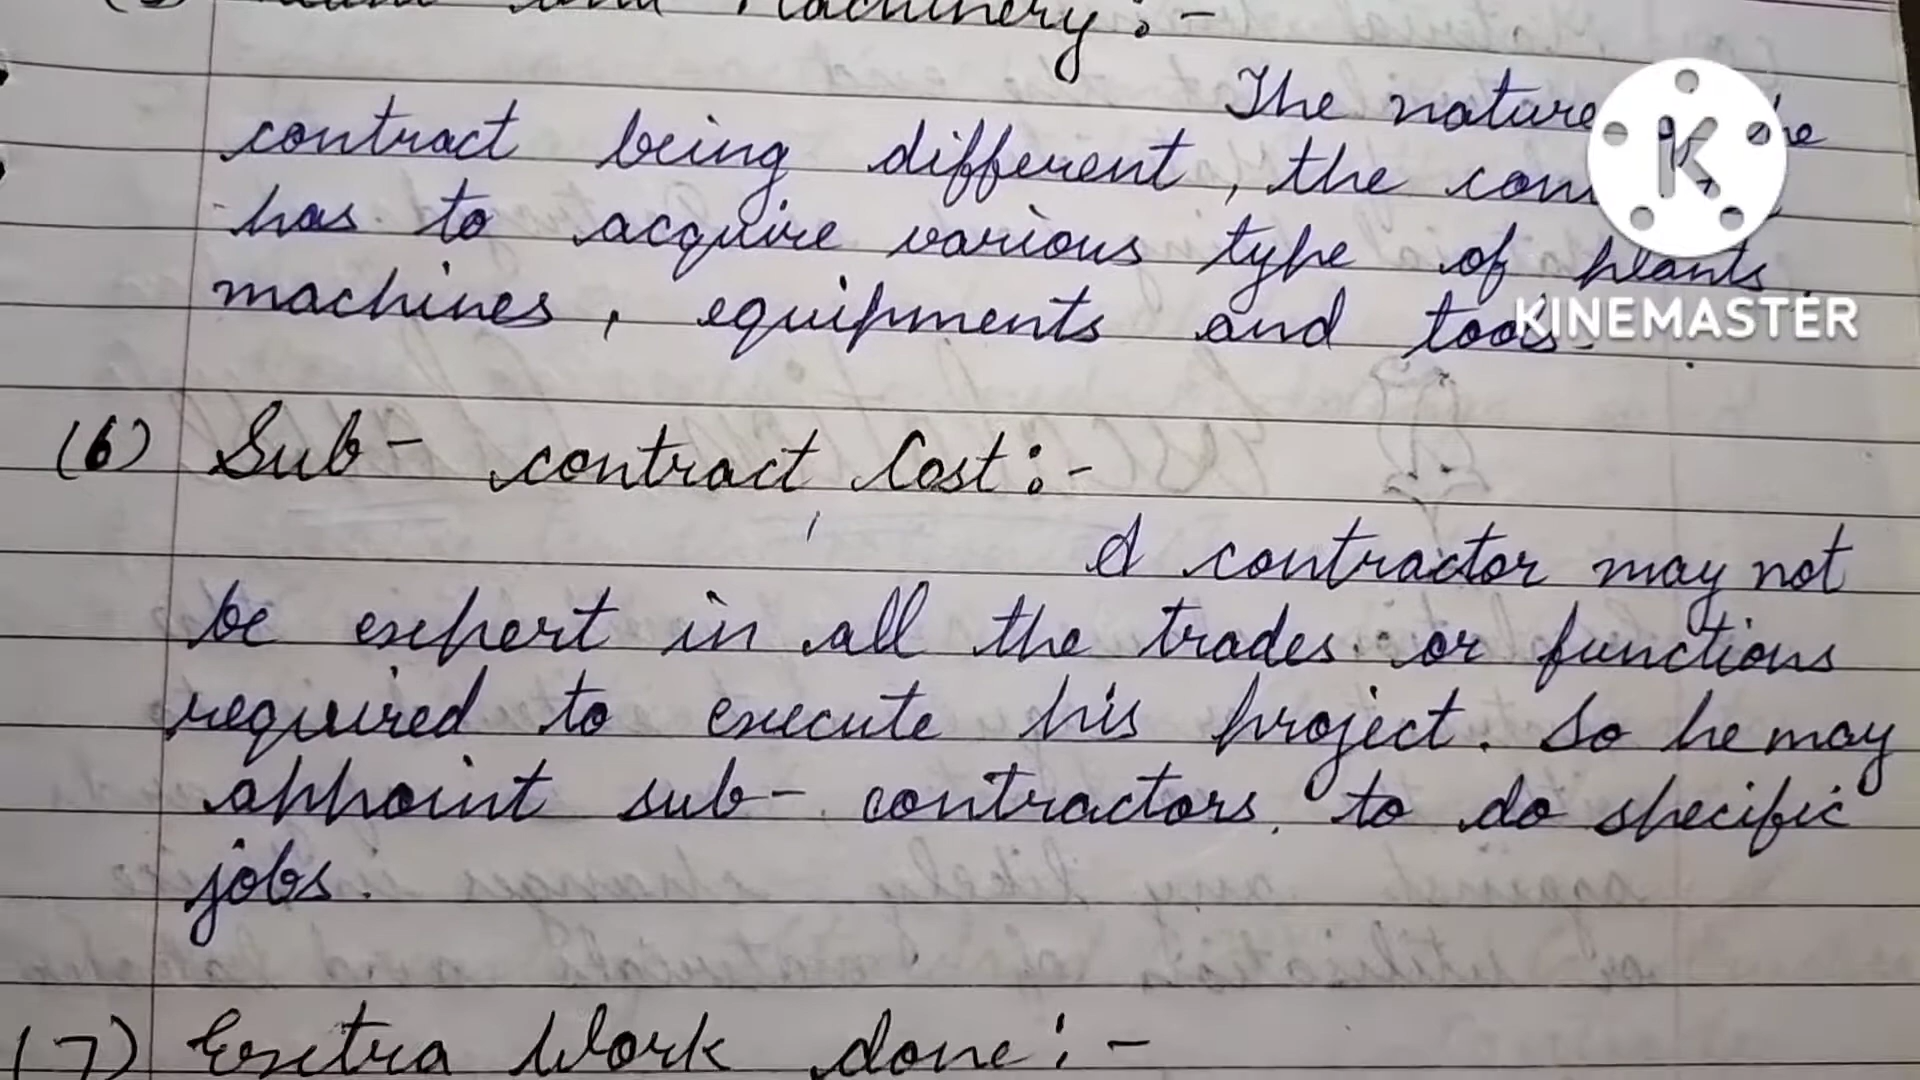 and Machinery :-
The nature
contract being different, the
has to acquire various type of plants
machines, equipments and tools.
KINEMASTER
(6) Sub- contract Cost :-
A contractor may not
be expert in all the trades or functions
required to execute his project. So he may
appoint sub- contractors to do specific
jobs.
(7) Extra Work done :-